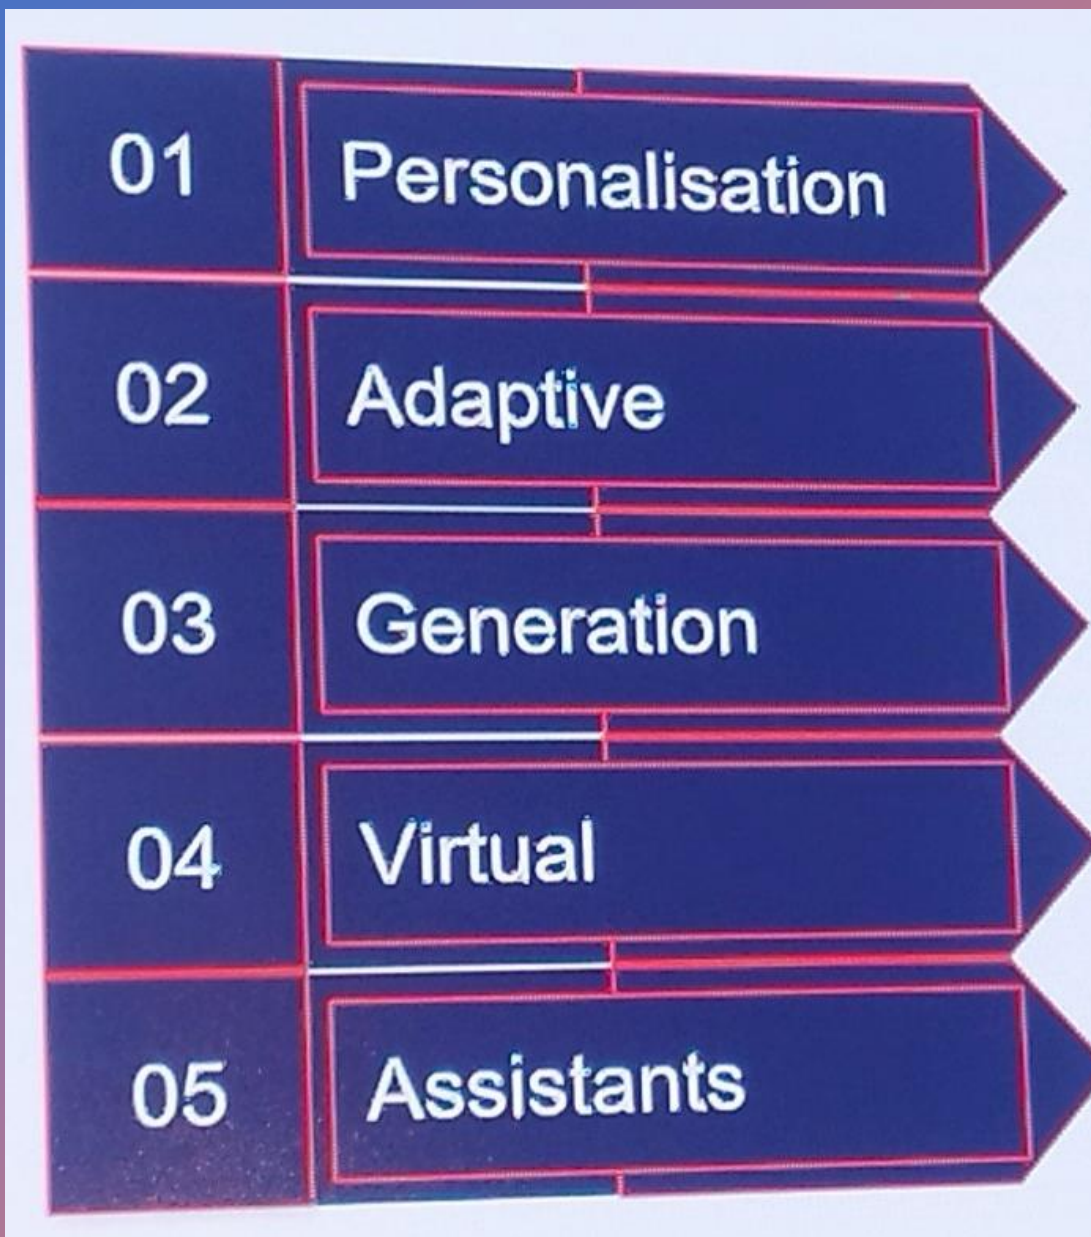 01 Personalisation
02 Adaptive
03 Generation
04 Virtual
05 Assistants